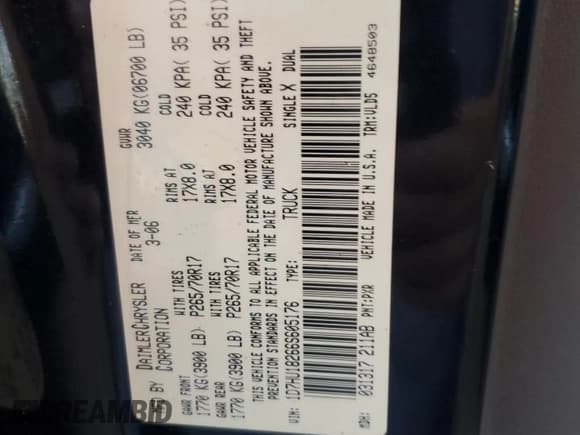 MFD BY DAIMLERCHRYSLER CORPORATION
DATE OF MFR 3-06
GVWR 3040 KG(06700 LB)
GAWR FRONT WITH TIRES RIMS AT COLD
1770 KG(3900 LB) P265/70R17 17X8.0 240 KPA( 35 PSI)
GAWR REAR WITH TIRES RIMS AT COLD
1770 KG(3900 LB) P265/70R17 17X8.0 240 KPA( 35 PSI)
THIS VEHICLE CONFORMS TO ALL APPLICABLE FEDERAL MOTOR VEHICLE SAFETY AND THEFT
PREVENTION STANDARDS IN EFFECT ON THE DATE OF MANUFACTURE SHOWN ABOVE.
VIN: 1D7HU18266S605176 TYPE: TRUCK SINGLE X DUAL
MDH: 031317 211AB PNT:PXR VEHICLE MADE IN U.S.A. TRM:VLD5 4640503
DREAMBID